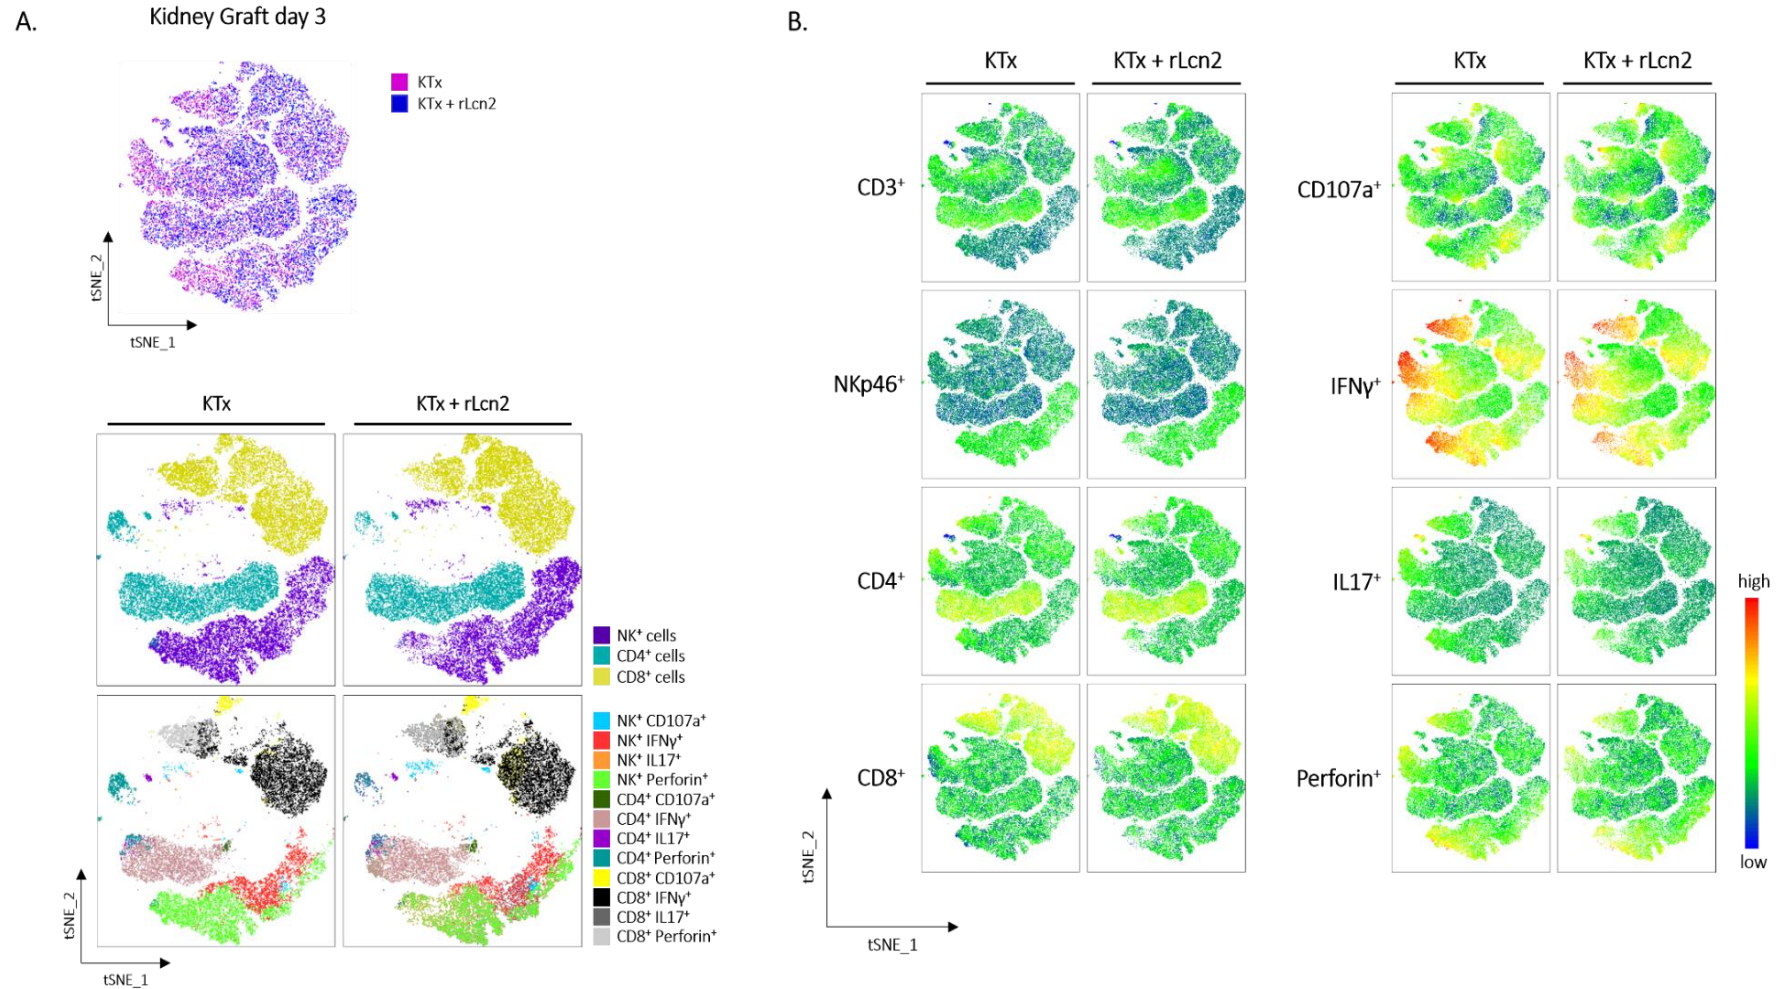 A.
Kidney Graft day 3
KTx
KTx + rLcn2
tSNE_2
tSNE_1
KTx
KTx + rLcn2
NK⁺ cells
CD4⁺ cells
CD8⁺ cells
NK⁺ CD107a⁺
NK⁺ IFNγ⁺
NK⁺ IL17⁺
NK⁺ Perforin⁺
CD4⁺ CD107a⁺
CD4⁺ IFNγ⁺
CD4⁺ IL17⁺
CD4⁺ Perforin⁺
CD8⁺ CD107a⁺
CD8⁺ IFNγ⁺
CD8⁺ IL17⁺
CD8⁺ Perforin⁺
tSNE_2
tSNE_1
B.
KTx
KTx + rLcn2
CD3⁺
NKp46⁺
CD4⁺
CD8⁺
tSNE_2
tSNE_1
KTx
KTx + rLcn2
CD107a⁺
IFNγ⁺
IL17⁺
Perforin⁺
high
low